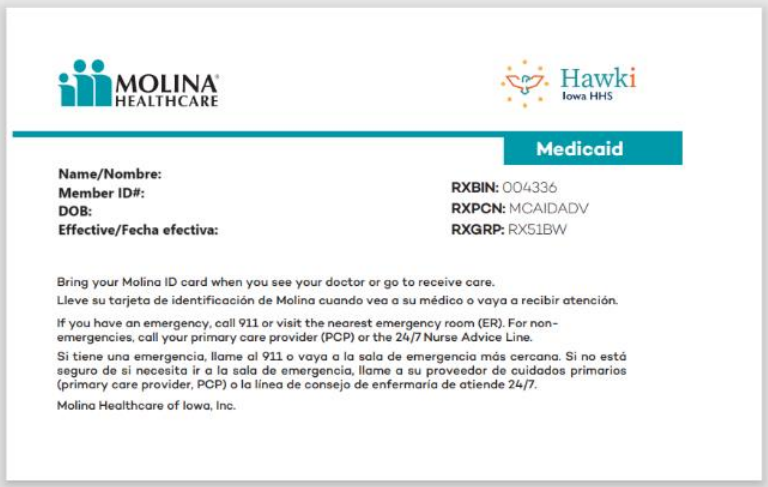 MOLINA®
HEALTHCARE
Hawki
Iowa HHS
Medicaid
Name/Nombre:
Member ID#:
DOB:
Effective/Fecha efectiva:
RXBIN: 004336
RXPCN: MCAIDADV
RXGRP: RX51BW
Bring your Molina ID card when you see your doctor or go to receive care.
Lleve su tarjeta de identificación de Molina cuando vea a su médico o vaya a recibir atención.
If you have an emergency, call 911 or visit the nearest emergency room (ER). For non-
emergencies, call your primary care provider (PCP) or the 24/7 Nurse Advice Line.
Si tiene una emergencia, llame al 911 o vaya a la sala de emergencia más cercana. Si no está
seguro de si necesita ir a la sala de emergencia, llame a su proveedor de cuidados primarios
(primary care provider, PCP) o la línea de consejo de enfermaría de atiende 24/7.
Molina Healthcare of Iowa, Inc.